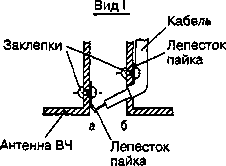 Вид I
Кабель
Заклепки
Лепесток
пайка
а б
Антенна ВЧ
Лепесток
пайка